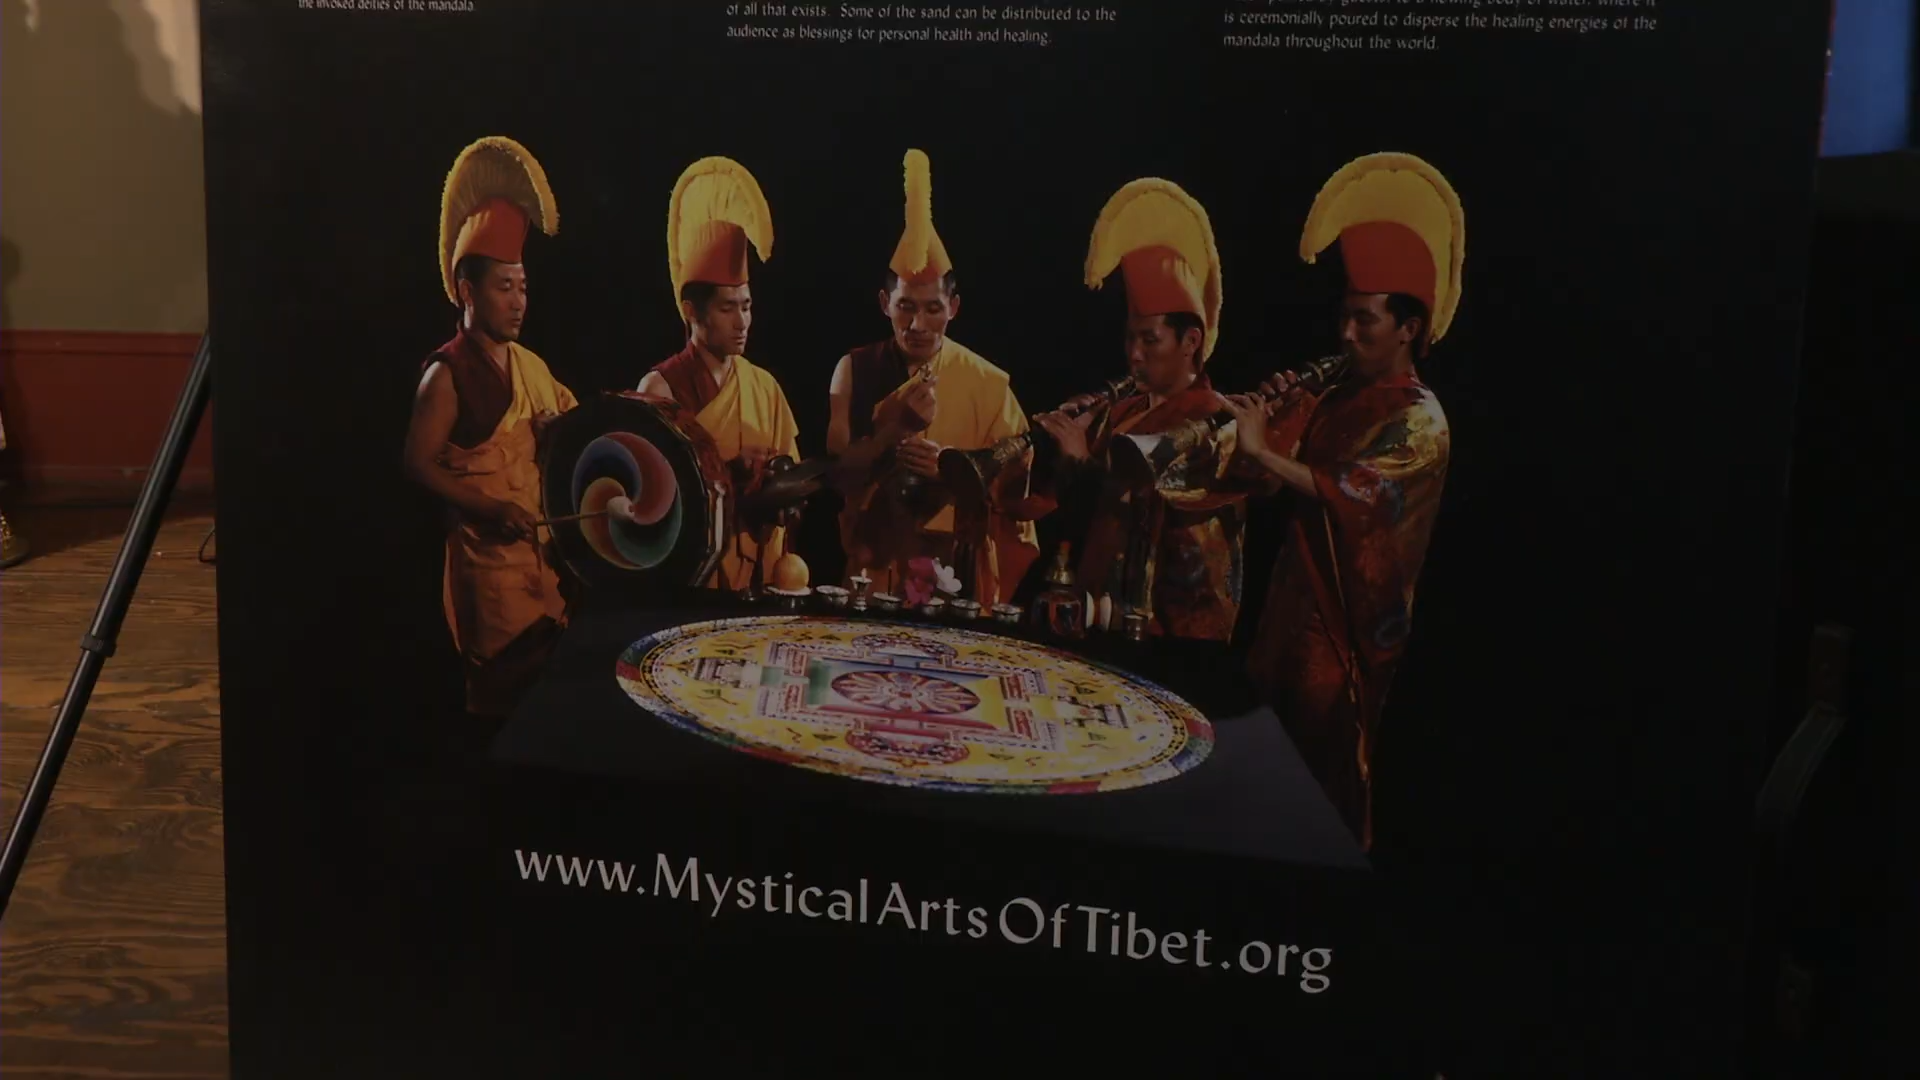 the invoked deities of the mandala.
of all that exists. Some of the sand can be distributed to the
audience as blessings for personal health and healing.
is ceremonially poured to disperse the healing energies of the
mandala throughout the world.
www.MysticalArtsOfTibet.org